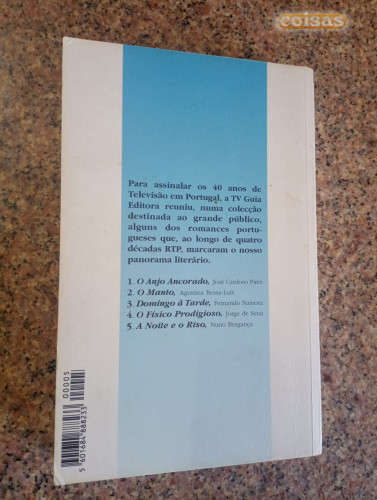 coisas
Para assinalar os 40 anos de
Televisão em Portugal, a TV Guia
Editora reuniu, numa colecção
destinada ao grande público,
alguns dos romances portu-
gueses que, ao longo de quatro
décadas RTP, marcaram o nosso
panorama literário.
1. O Anjo Ancorado, José Cardoso Pires
2. O Manto, Agustina Bessa-Luís
3. Domingo à Tarde, Fernando Namora
4. O Físico Prodigioso, Jorge de Sena
5. A Noite e o Riso, Nuno Bragança
00005
5 601684 888233